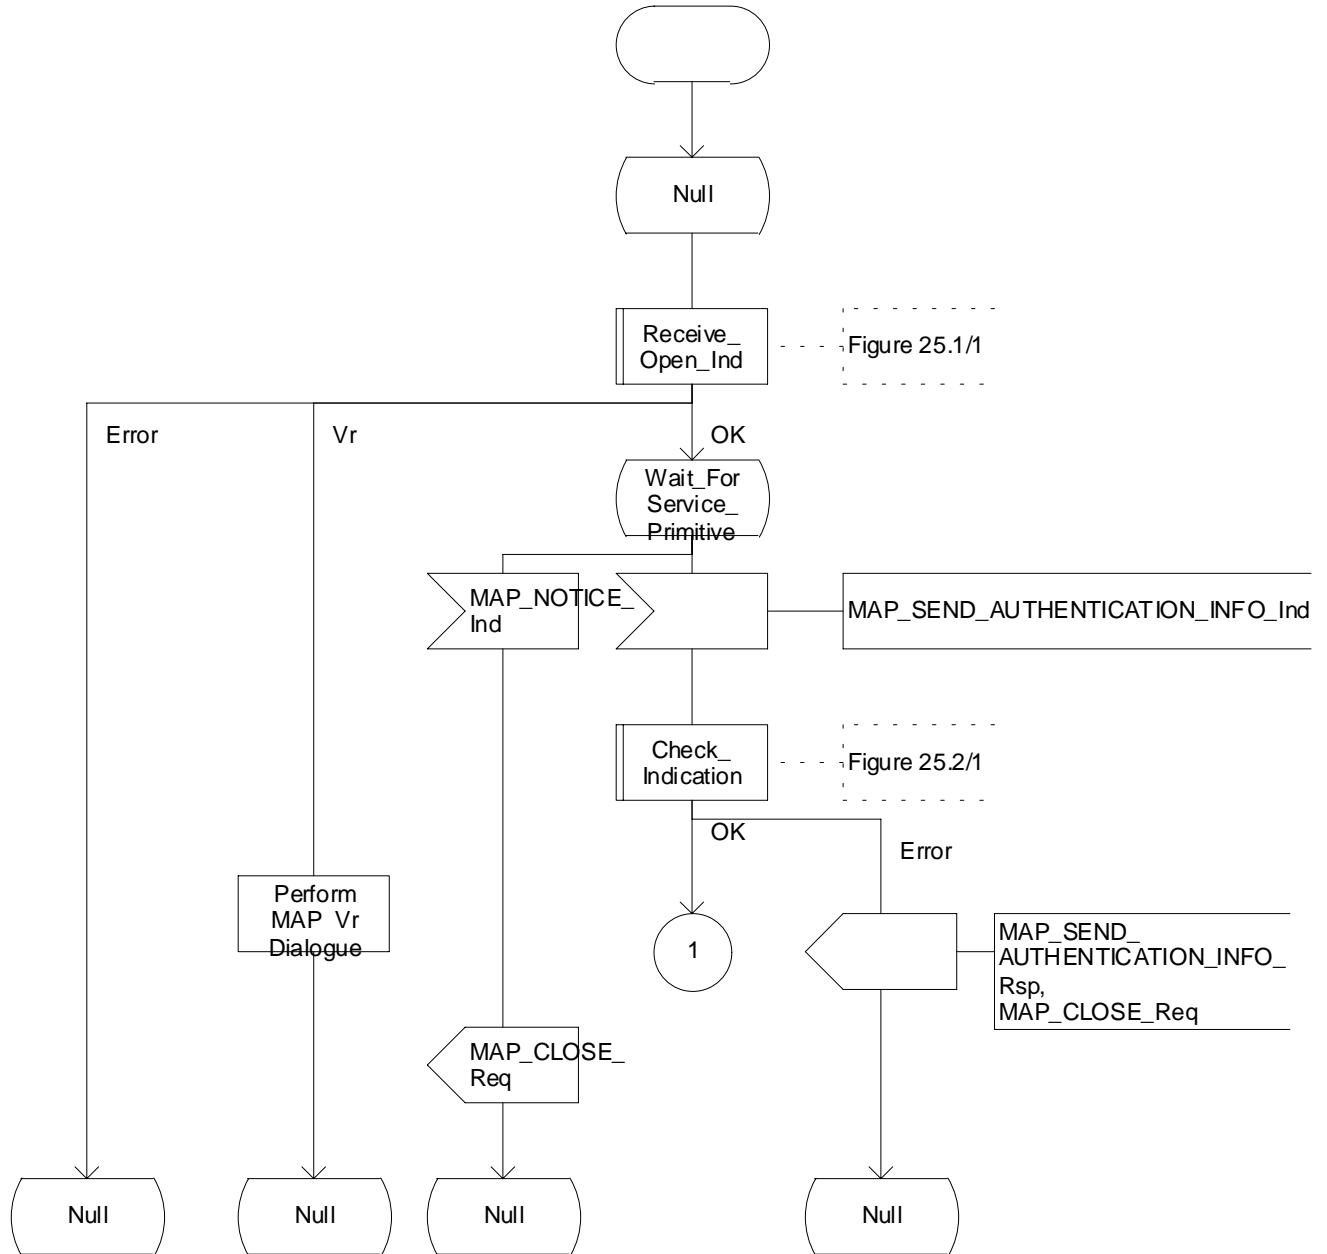 Null
Receive_
Open_Ind
Figure 25.1/1
Error
Vr
OK
Wait_For
Service_
Primitive
MAP_NOTICE_
Ind
MAP_SEND_AUTHENTICATION_INFO_Ind
Check_
Indication
Figure 25.2/1
OK
Error
Perform
MAP Vr
Dialogue
1
MAP_SEND_
AUTHENTICATION_INFO_
Rsp,
MAP_CLOSE_Req
MAP_CLOSE_
Req
Null
Null
Null
Null